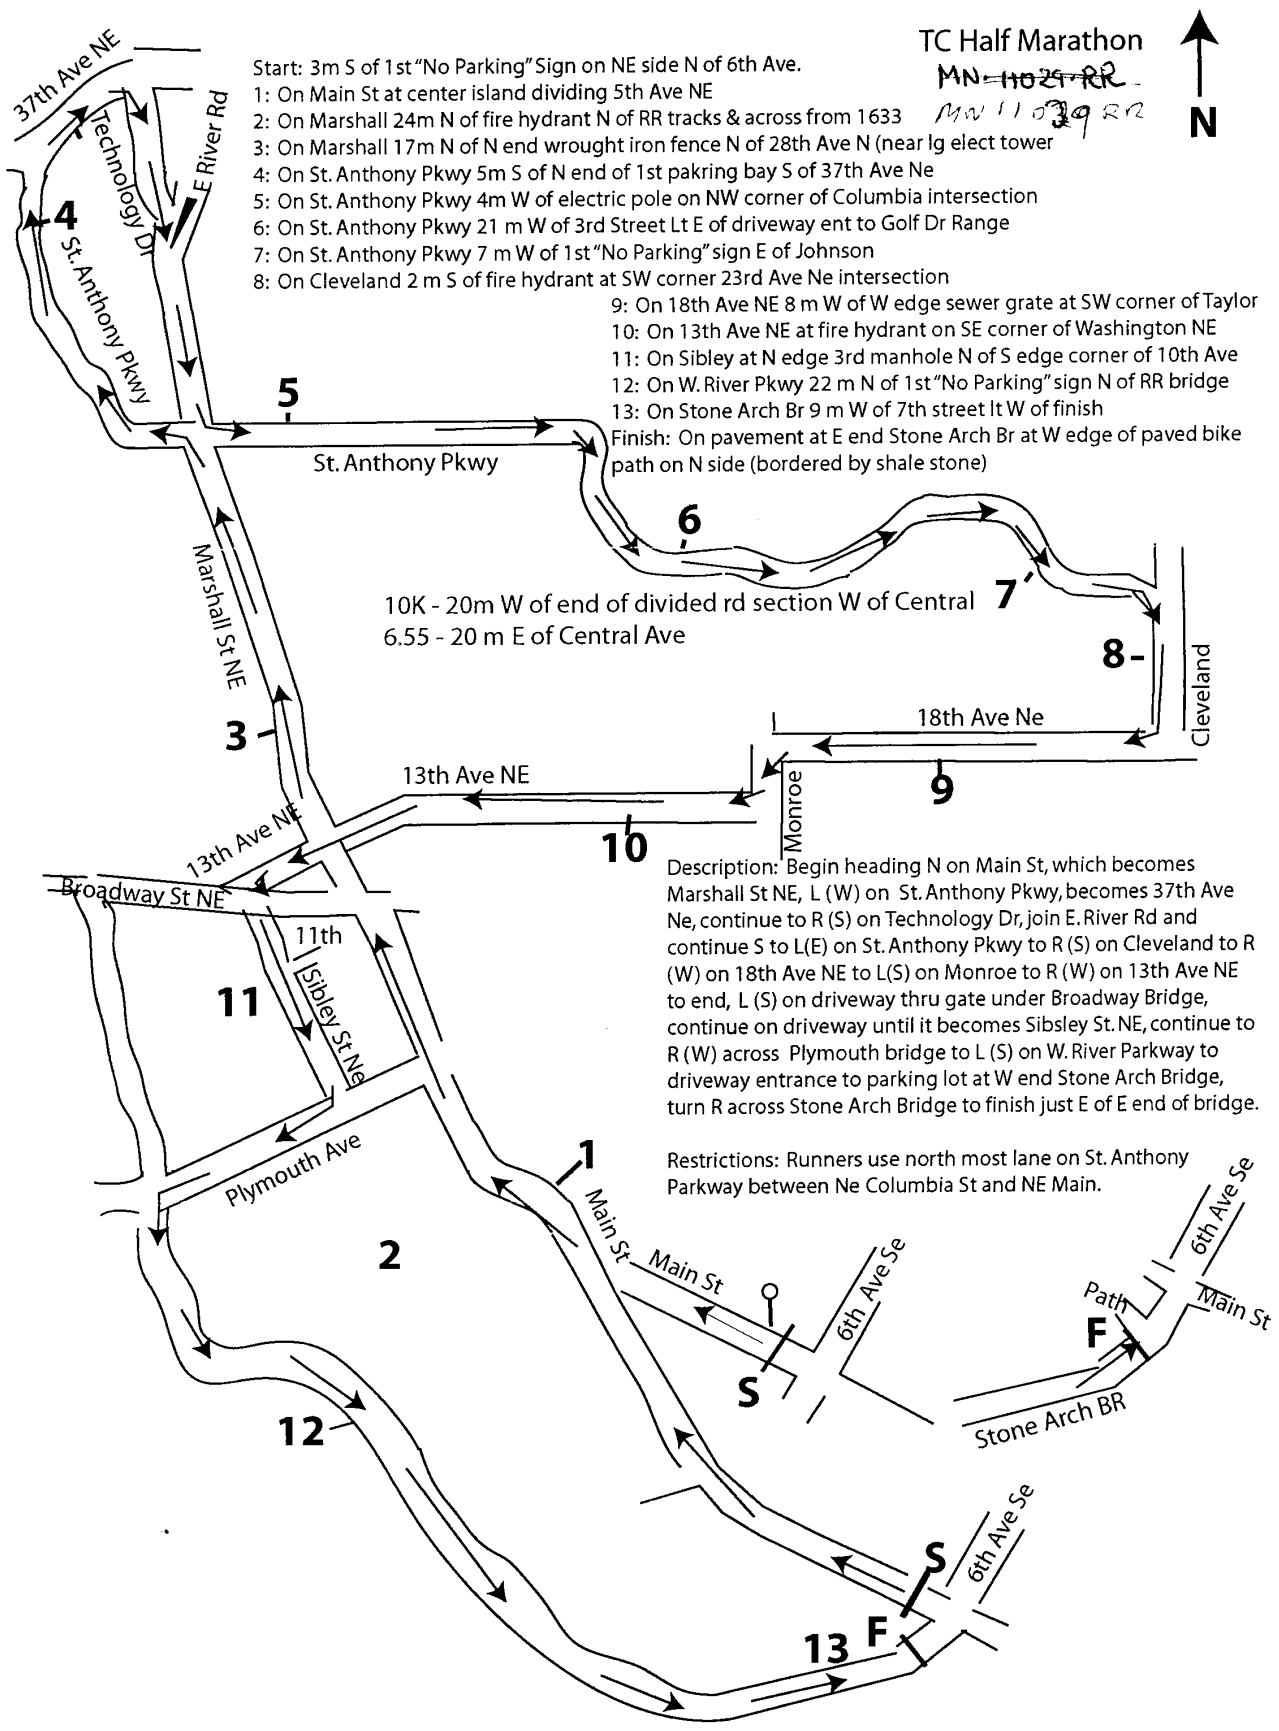 TC Half Marathon
MN-11029-RR
MN 11039 RR
N
Start: 3m S of 1st "No Parking" Sign on NE side N of 6th Ave.
1: On Main St at center island dividing 5th Ave NE
2: On Marshall 24m N of fire hydrant N of RR tracks & across from 1633
3: On Marshall 17m N of N end wrought iron fence N of 28th Ave N (near lg elect tower
4: On St. Anthony Pkwy 5m S of N end of 1st pakring bay S of 37th Ave Ne
5: On St. Anthony Pkwy 4m W of electric pole on NW corner of Columbia intersection
6: On St. Anthony Pkwy 21 m W of 3rd Street Lt E of driveway ent to Golf Dr Range
7: On St. Anthony Pkwy 7 m W of 1st "No Parking" sign E of Johnson
8: On Cleveland 2 m S of fire hydrant at SW corner 23rd Ave Ne intersection
9: On 18th Ave NE 8 m W of W edge sewer grate at SW corner of Taylor
10: On 13th Ave NE at fire hydrant on SE corner of Washington NE
11: On Sibley at N edge 3rd manhole N of S edge corner of 10th Ave
12: On W. River Pkwy 22 m N of 1st "No Parking" sign N of RR bridge
13: On Stone Arch Br 9 m W of 7th street lt W of finish
Finish: On pavement at E end Stone Arch Br at W edge of paved bike
path on N side (bordered by shale stone)
37th Ave NE
Technology Dr
E River Rd
4
St. Anthony Pkwy
5
St. Anthony Pkwy
6
7
10K - 20m W of end of divided rd section W of Central
6.55 - 20 m E of Central Ave
Marshall St NE
8
Cleveland
3
18th Ave Ne
9
13th Ave NE
Monroe
10
13th Ave NE
Broadway St NE
11th
11
Sibley St Ne
Description: Begin heading N on Main St, which becomes
Marshall St NE, L (W) on St. Anthony Pkwy, becomes 37th Ave
Ne, continue to R (S) on Technology Dr, join E. River Rd and
continue S to L(E) on St. Anthony Pkwy to R (S) on Cleveland to R
(W) on 18th Ave NE to L(S) on Monroe to R (W) on 13th Ave NE
to end, L (S) on driveway thru gate under Broadway Bridge,
continue on driveway until it becomes Sibsley St. NE, continue to
R (W) across Plymouth bridge to L (S) on W. River Parkway to
driveway entrance to parking lot at W end Stone Arch Bridge,
turn R across Stone Arch Bridge to finish just E of E end of bridge.
Restrictions: Runners use north most lane on St. Anthony
Parkway between Ne Columbia St and NE Main.
Plymouth Ave
1
Main St
2
Main St
6th Ave Se
S
6th Ave Se
Path
Main St
F
Stone Arch BR
12
6th Ave Se
S
F
13